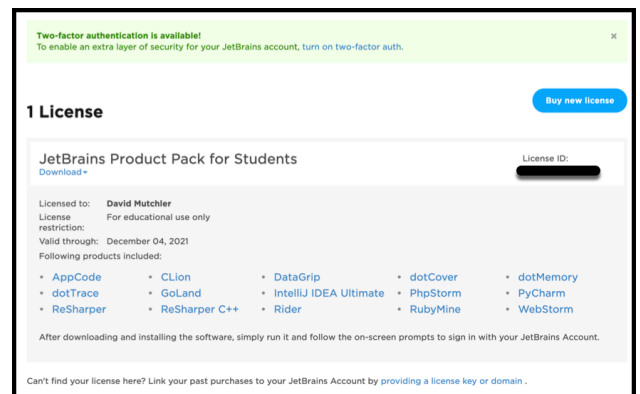 Two-factor authentication is available!
×
To enable an extra layer of security for your JetBrains account, turn on two-factor auth.
Buy new license
1 License
JetBrains Product Pack for Students
License ID:
Download
Licensed to: David Mutchler
License restriction: For educational use only
Valid through: December 04, 2021
Following products included:
• AppCode • CLion • DataGrip • dotCover • dotMemory
• dotTrace • GoLand • IntelliJ IDEA Ultimate • PhpStorm • PyCharm
• ReSharper • ReSharper C++ • Rider • RubyMine • WebStorm
After downloading and installing the software, simply run it and follow the on-screen prompts to sign in with your JetBrains Account.
Can't find your license here? Link your past purchases to your JetBrains Account by providing a license key or domain .